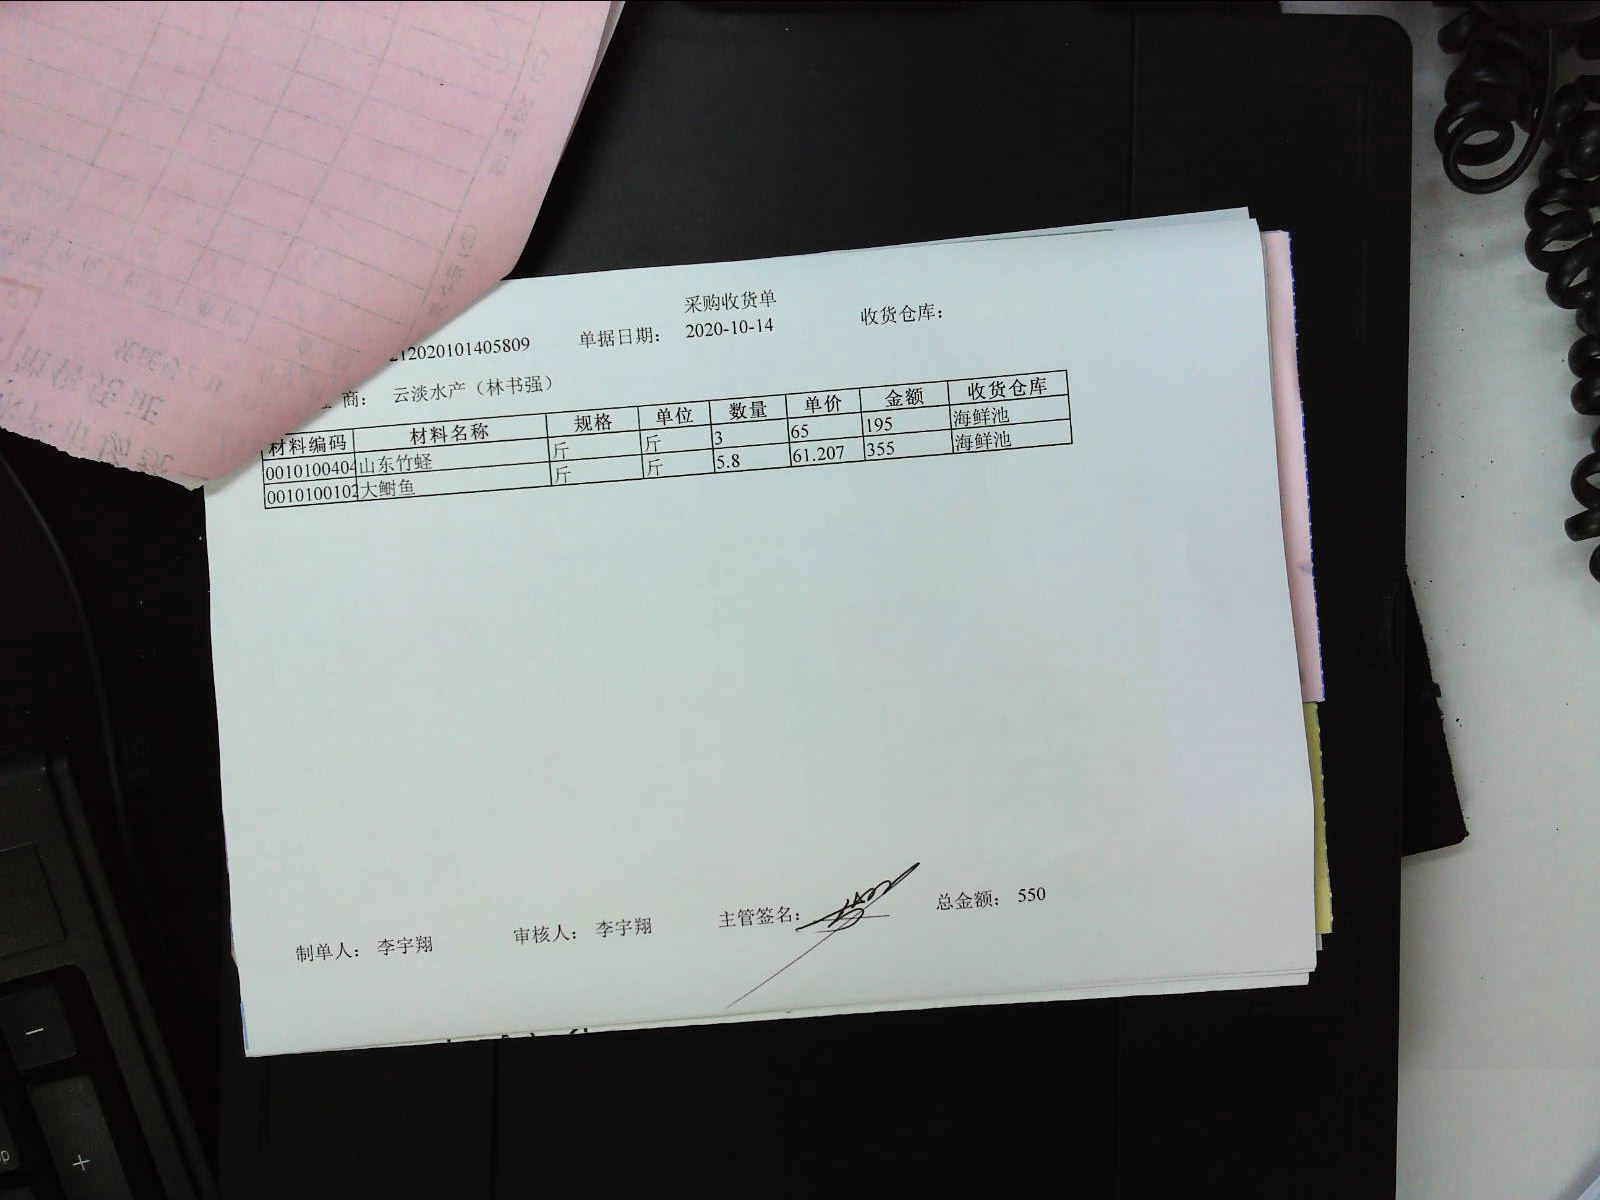 采购收货单
212020101405809 单据日期： 2020-10-14 收货仓库：
商： 云淡水产（林书强）
材料编码 材料名称 规格 单位 数量 单价 金额 收货仓库
0010100404 山东竹蛏 斤 斤 3 65 195 海鲜池
0010100102 大鲥鱼 斤 斤 5.8 61.207 355 海鲜池
制单人： 李宇翔 审核人： 李宇翔 主管签名： 总金额： 550